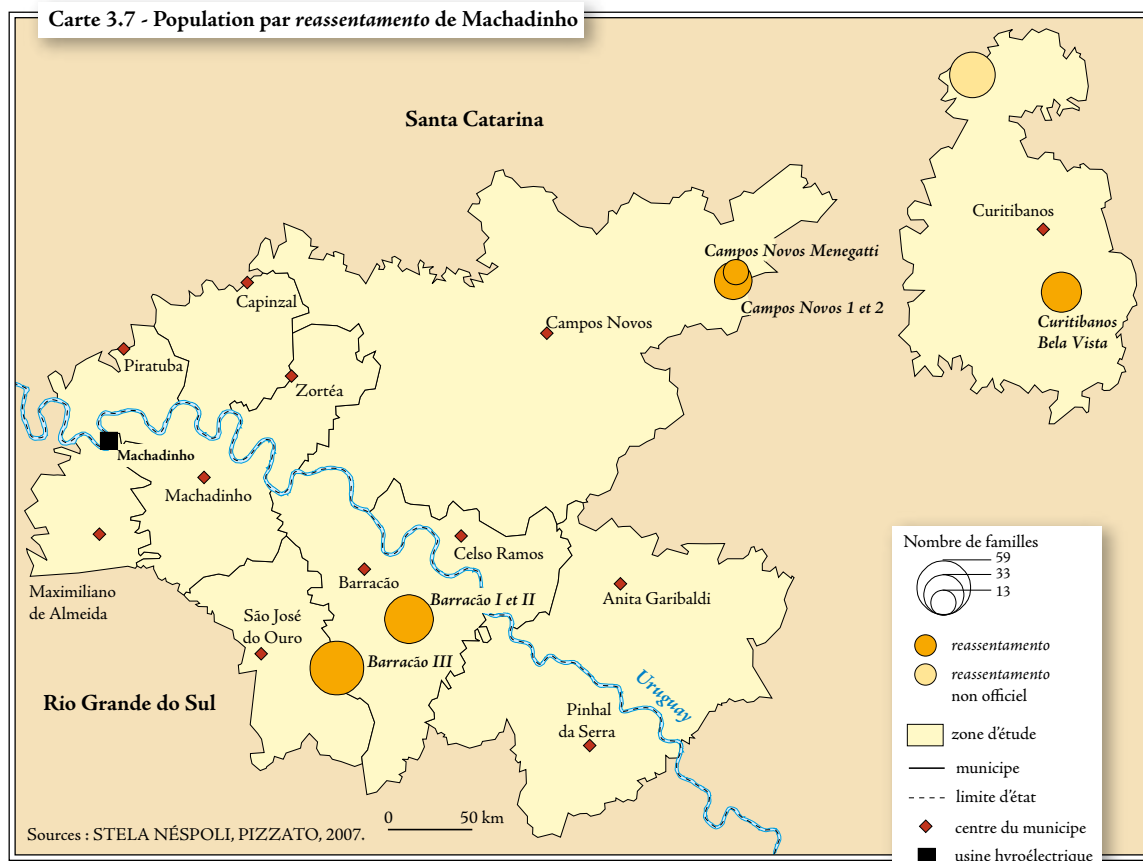 Carte 3.7 - Population par reassentamento de Machadinho
Santa Catarina
Curitibanos
Campos Novos Menegatti
Capinzal
Campos Novos 1 et 2
Curitibanos
Bela Vista
Campos Novos
Piratuba
Zortéa
Machadinho
Machadinho
Celso Ramos
Maximiliano
de Almeida
Barracão
Barracão I et II
Anita Garibaldi
São José
do Ouro
Barracão III
Rio Grande do Sul
Uruguay
Pinhal
da Serra
Nombre de familles
59
33
13
reassentamento
reassentamento
non officiel
zone d'étude
municipe
limite d'état
centre du municipe
usine hyroélectrique
0 50 km
Sources : STELA NÉSPOLI, PIZZATO, 2007.